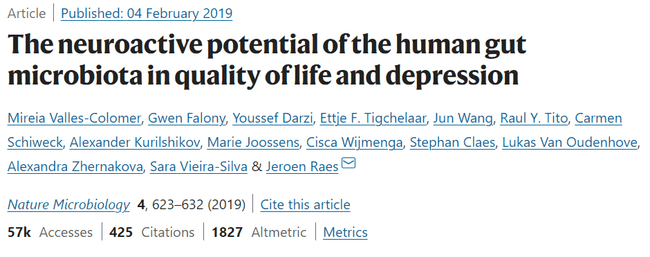 Article | Published: 04 February 2019
The neuroactive potential of the human gut
microbiota in quality of life and depression
Mireia Valles-Colomer, Gwen Falony, Youssef Darzi, Ettje F. Tigchelaar, Jun Wang, Raul Y. Tito, Carmen
Schiweck, Alexander Kurilshikov, Marie Joossens, Cisca Wijmenga, Stephan Claes, Lukas Van Oudenhove,
Alexandra Zhernakova, Sara Vieira-Silva & Jeroen Raes
Nature Microbiology 4, 623–632 (2019) | Cite this article
57k Accesses | 425 Citations | 1827 Altmetric | Metrics